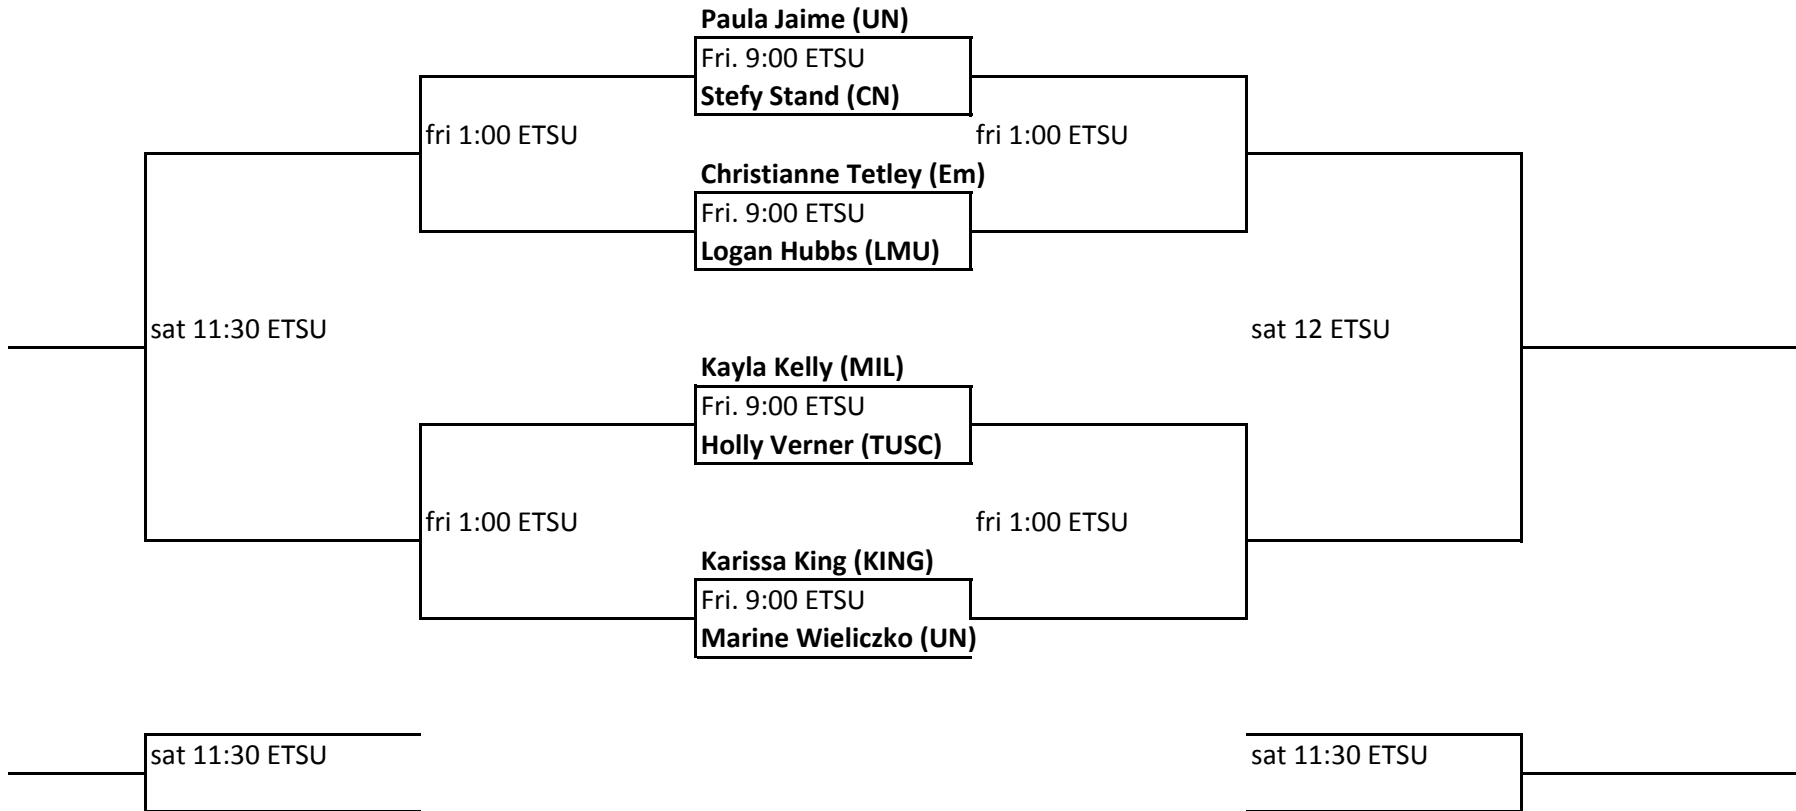 Paula Jaime (UN)
Fri. 9:00 ETSU
Stefy Stand (CN)
fri 1:00 ETSU
fri 1:00 ETSU
Christianne Tetley (Em)
Fri. 9:00 ETSU
Logan Hubbs (LMU)
sat 11:30 ETSU
sat 12 ETSU
Kayla Kelly (MIL)
Fri. 9:00 ETSU
Holly Verner (TUSC)
fri 1:00 ETSU
fri 1:00 ETSU
Karissa King (KING)
Fri. 9:00 ETSU
Marine Wieliczko (UN)
sat 11:30 ETSU
sat 11:30 ETSU